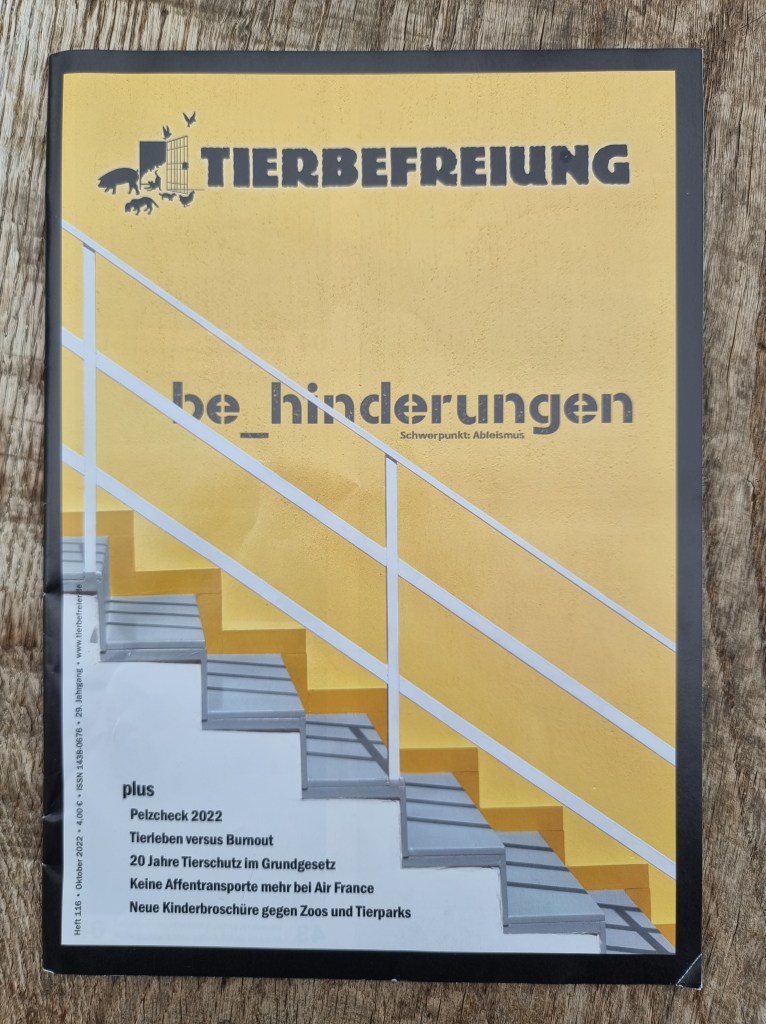 TIERBEFREIUNG
be_hinderungen
Schwerpunkt: Ableismus
plus
Pelzcheck 2022
Tierleben versus Burnout
20 Jahre Tierschutz im Grundgesetz
Keine Affentransporte mehr bei Air France
Neue Kinderbroschüre gegen Zoos und Tierparks
Heft 116 • Oktober 2022 • 4,00 € • ISSN 1438-0676 • 29. Jahrgang • www.tierbefreier.de